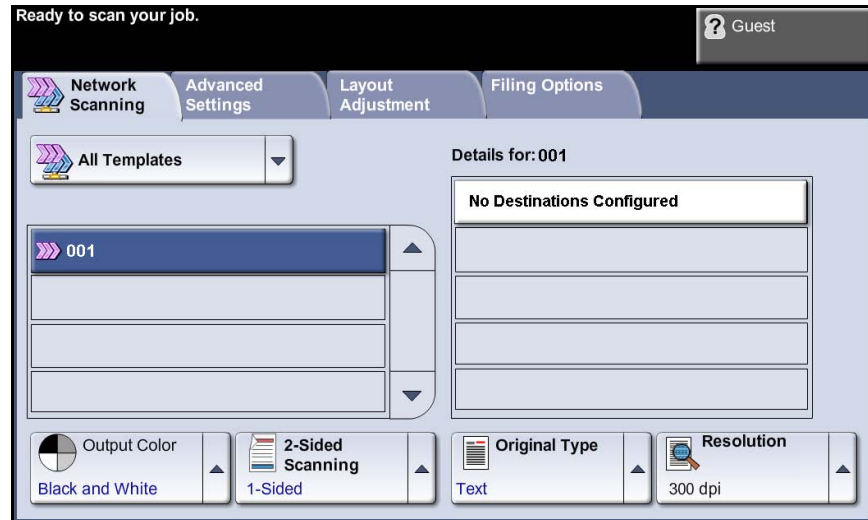 Ready to scan your job.
? Guest
Network
Scanning
Advanced
Settings
Layout
Adjustment
Filing Options
All Templates
Details for: 001
No Destinations Configured
001
Output Color
Black and White
2-Sided
Scanning
1-Sided
Original Type
Text
Resolution
300 dpi